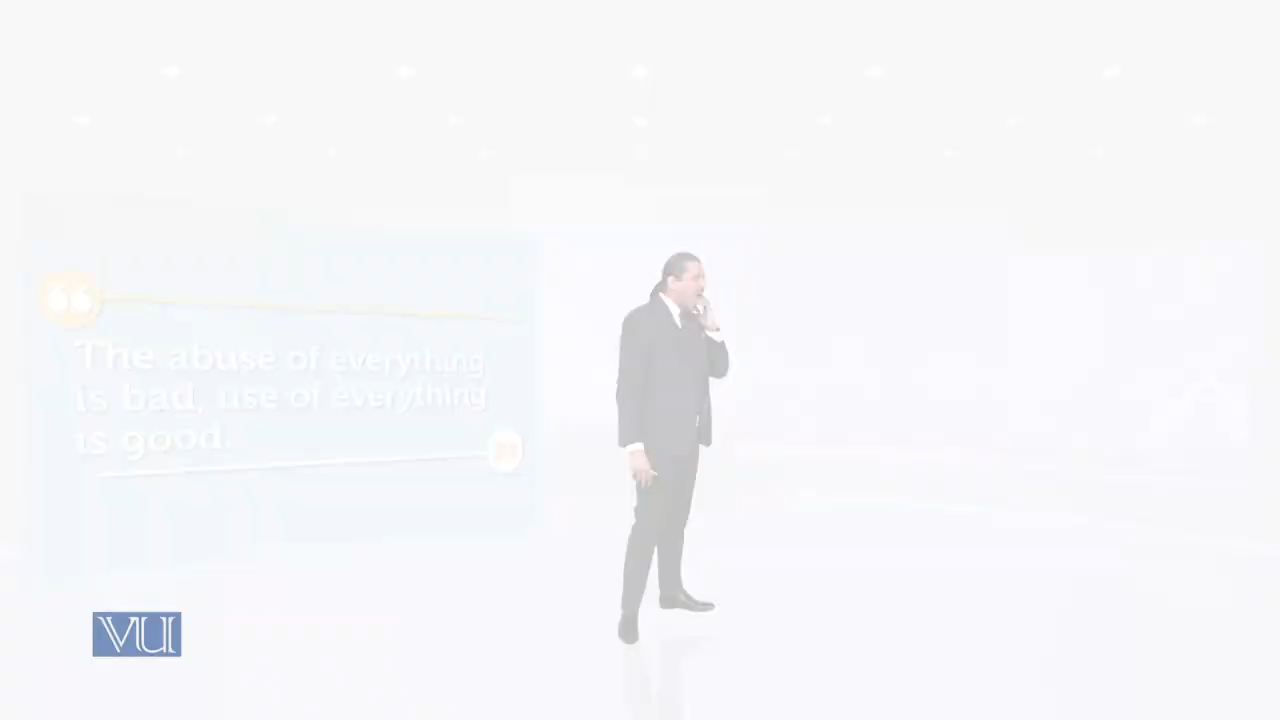 The abuse of everything
is bad, use of everything
is good.
VU